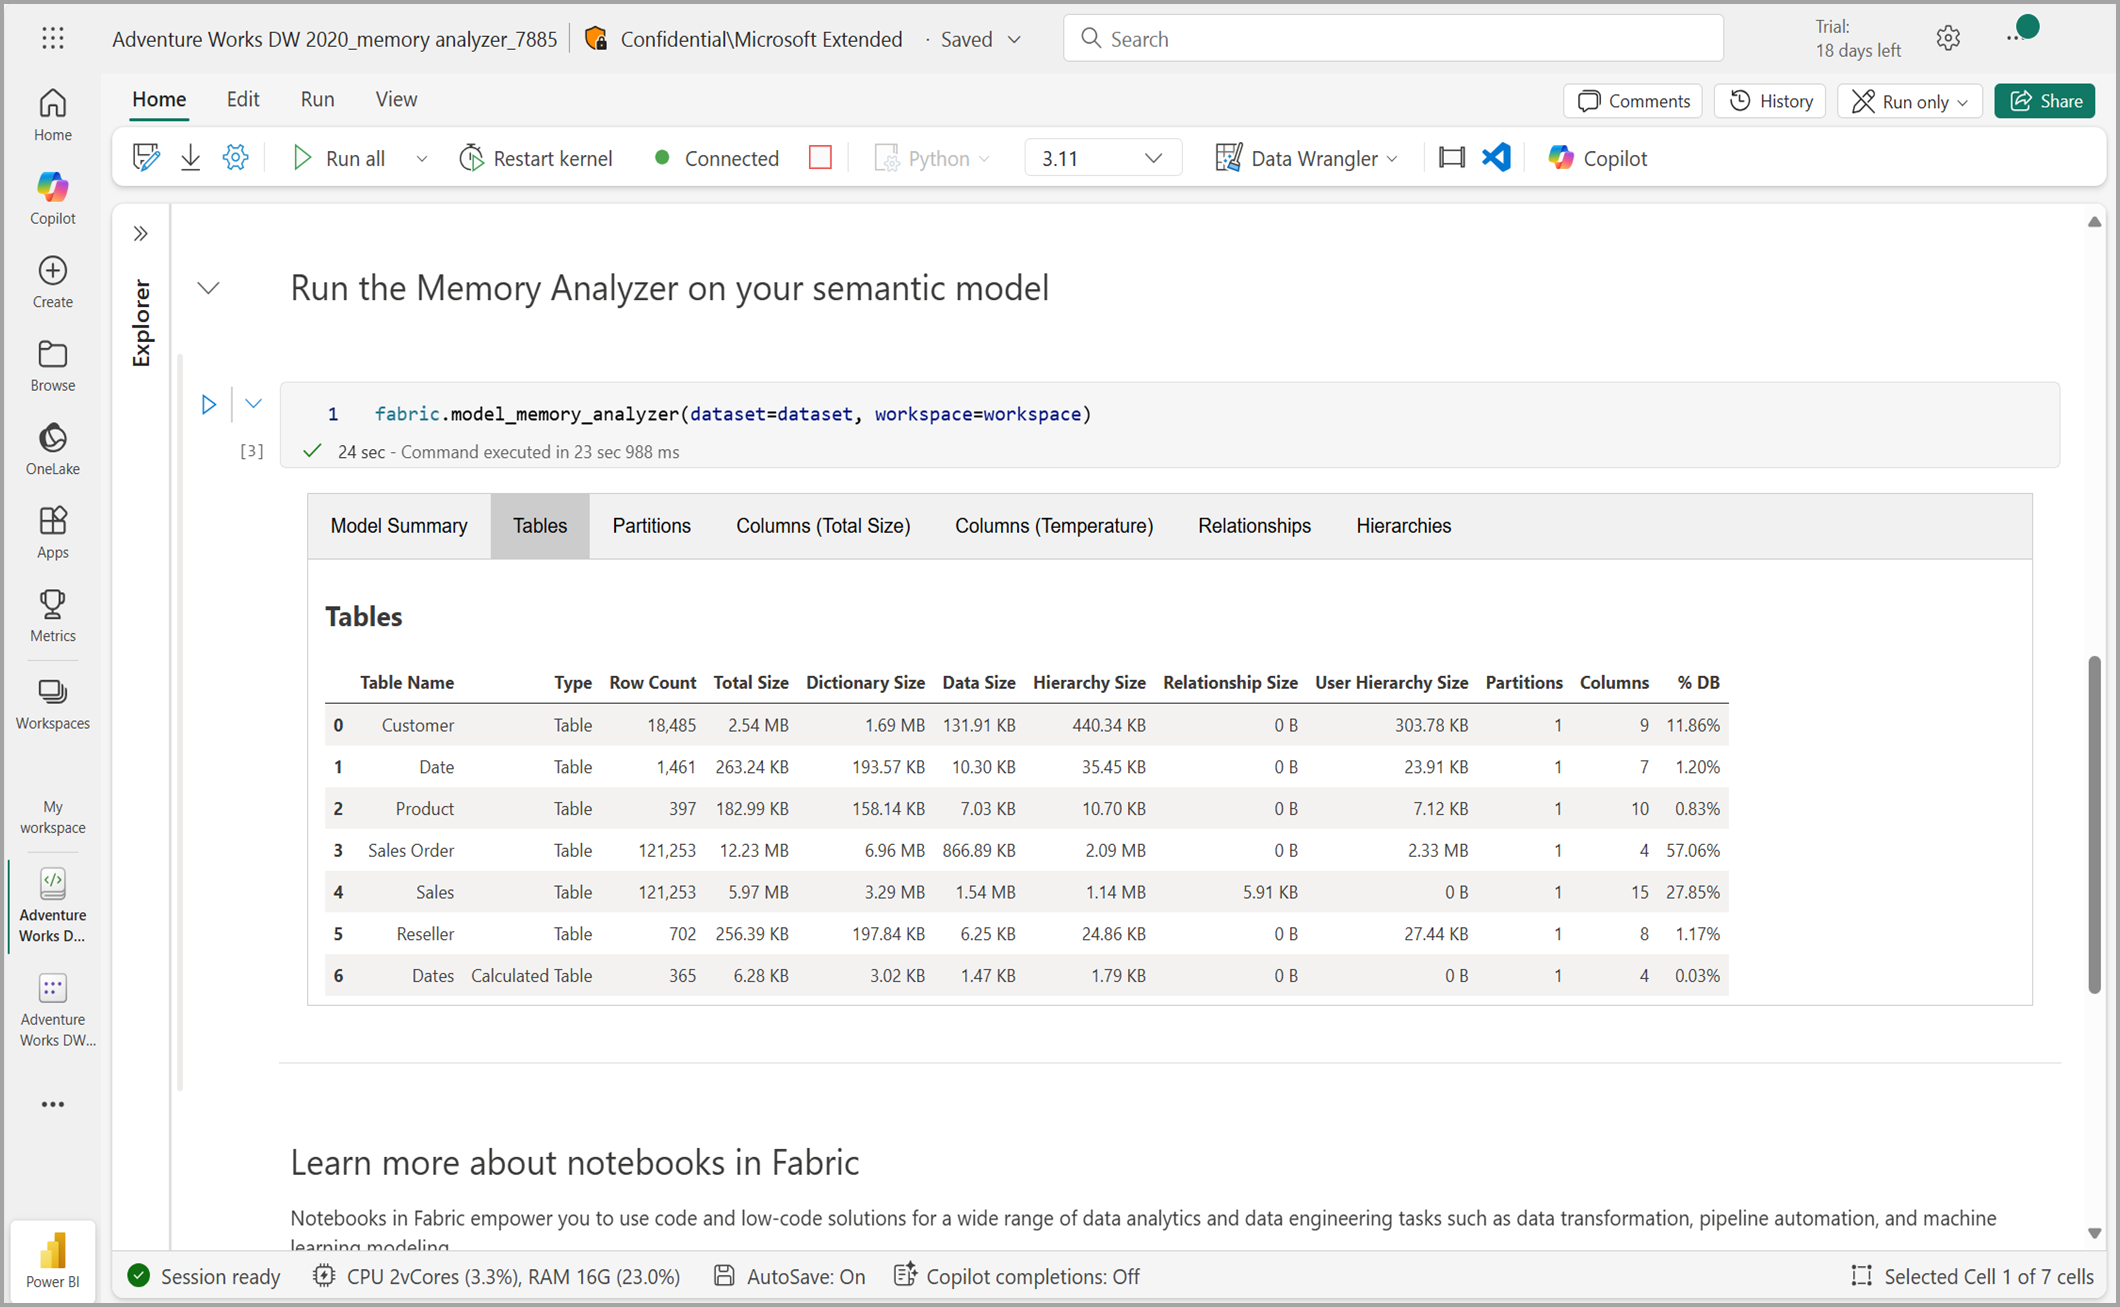 Adventure Works DW 2020_memory analyzer_7885
Confidential\Microsoft Extended · Saved
Search
Trial:
18 days left
Home Edit Run View
Comments History Run only Share
Run all Restart kernel Connected Python 3.11 Data Wrangler Copilot
Home
Copilot
Create
Browse
OneLake
Apps
Metrics
Workspaces
My
workspace
Adventure
Works D...
Adventure
Works DW...
Power BI
Explorer
Run the Memory Analyzer on your semantic model
1 fabric.model_memory_analyzer(dataset=dataset, workspace=workspace)
[3] 24 sec - Command executed in 23 sec 988 ms
Model Summary Tables Partitions Columns (Total Size) Columns (Temperature) Relationships Hierarchies
Tables
Table Name Type Row Count Total Size Dictionary Size Data Size Hierarchy Size Relationship Size User Hierarchy Size Partitions Columns % DB
0 Customer Table 18,485 2.54 MB 1.69 MB 131.91 KB 440.34 KB 0 B 303.78 KB 1 9 11.86%
1 Date Table 1,461 263.24 KB 193.57 KB 10.30 KB 35.45 KB 0 B 23.91 KB 1 7 1.20%
2 Product Table 397 182.99 KB 158.14 KB 7.03 KB 10.70 KB 0 B 7.12 KB 1 10 0.83%
3 Sales Order Table 121,253 12.23 MB 6.96 MB 866.89 KB 2.09 MB 0 B 2.33 MB 1 4 57.06%
4 Sales Table 121,253 5.97 MB 3.29 MB 1.54 MB 1.14 MB 5.91 KB 0 B 1 15 27.85%
5 Reseller Table 702 256.39 KB 197.84 KB 6.25 KB 24.86 KB 0 B 27.44 KB 1 8 1.17%
6 Dates Calculated Table 365 6.28 KB 3.02 KB 1.47 KB 1.79 KB 0 B 0 B 1 4 0.03%
Learn more about notebooks in Fabric
Notebooks in Fabric empower you to use code and low-code solutions for a wide range of data analytics and data engineering tasks such as data transformation, pipeline automation, and machine
learning modeling
Session ready CPU 2vCores (3.3%), RAM 16G (23.0%) AutoSave: On Copilot completions: Off Selected Cell 1 of 7 cells